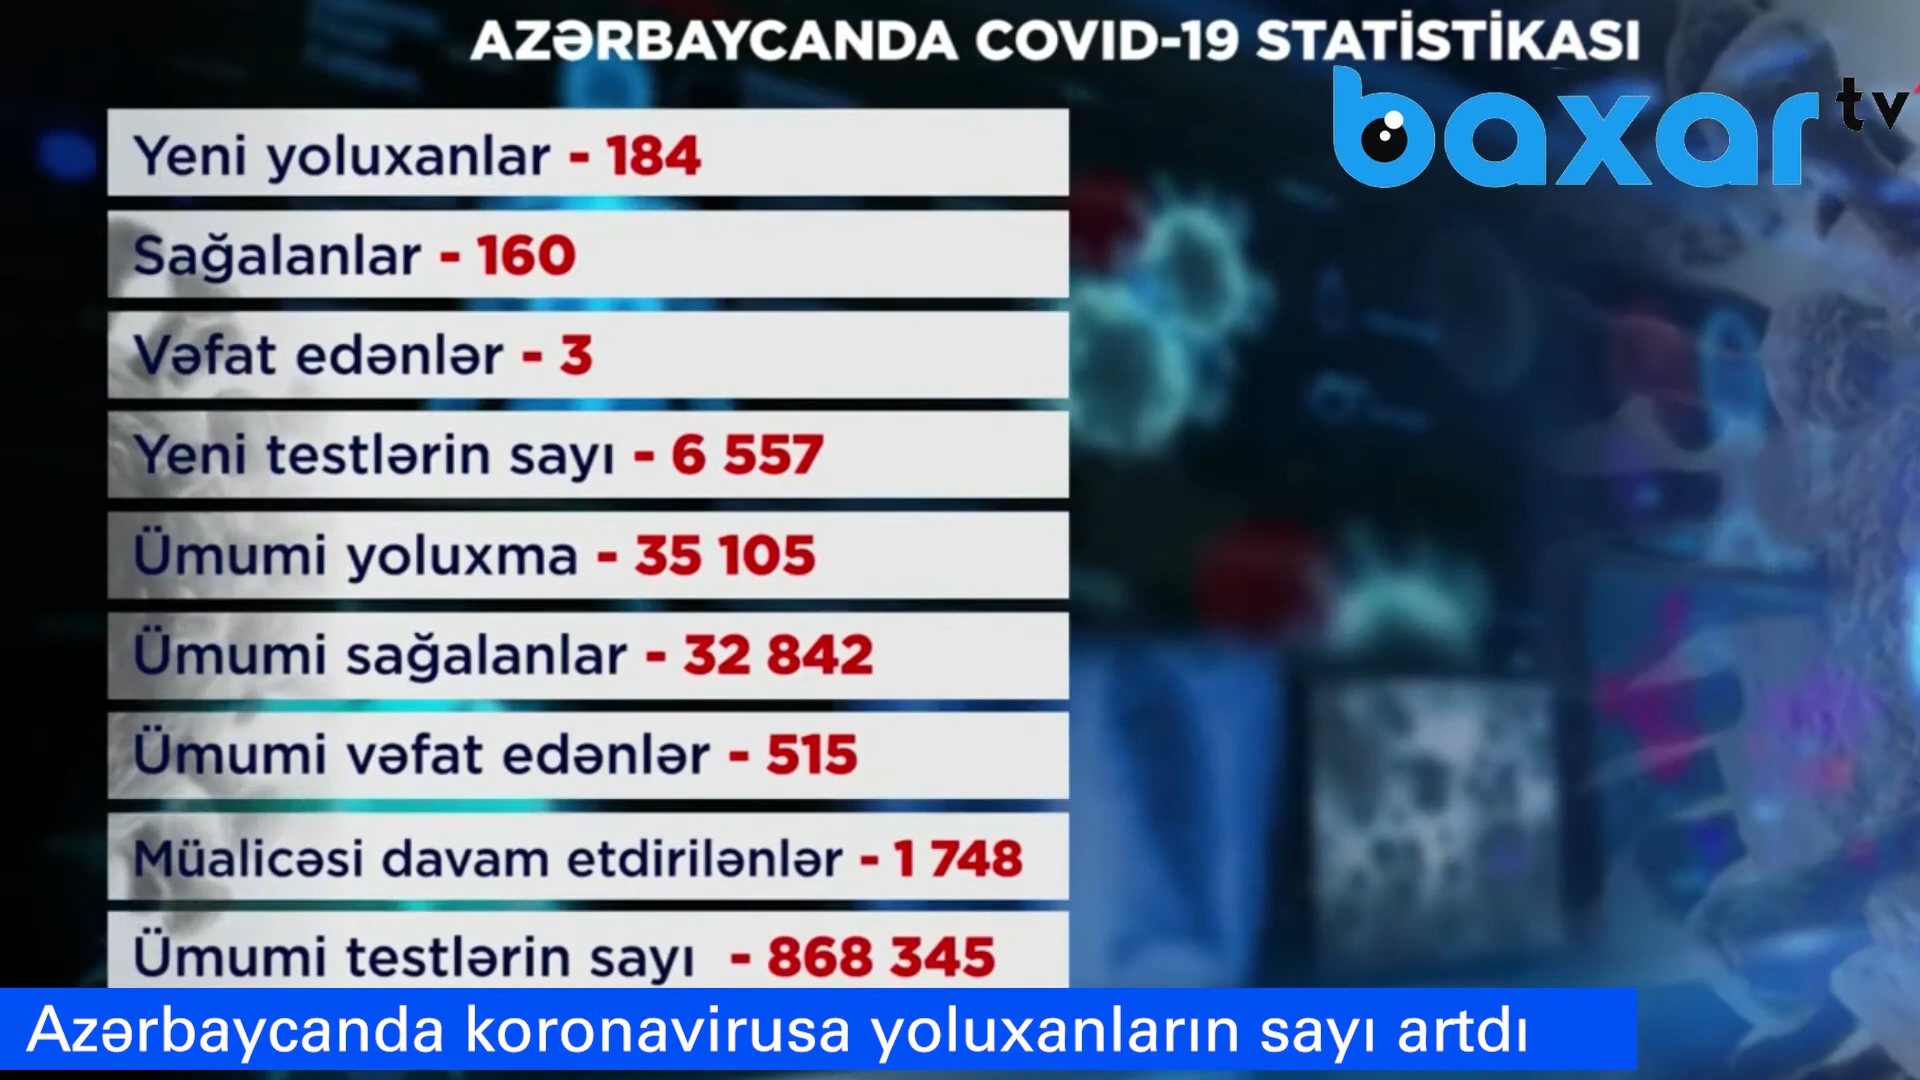 AZƏRBAYCANDA COVID-19 STATİSTİKASI
baxar tv
Yeni yoluxanlar - 184
Sağalanlar - 160
Vəfat edənlər - 3
Yeni testlərin sayı - 6 557
Ümumi yoluxma - 35 105
Ümumi sağalanlar - 32 842
Ümumi vəfat edənlər - 515
Müalicəsi davam etdirilənlər - 1 748
Ümumi testlərin sayı - 868 345
Azərbaycanda koronavirusa yoluxanların sayı artdı